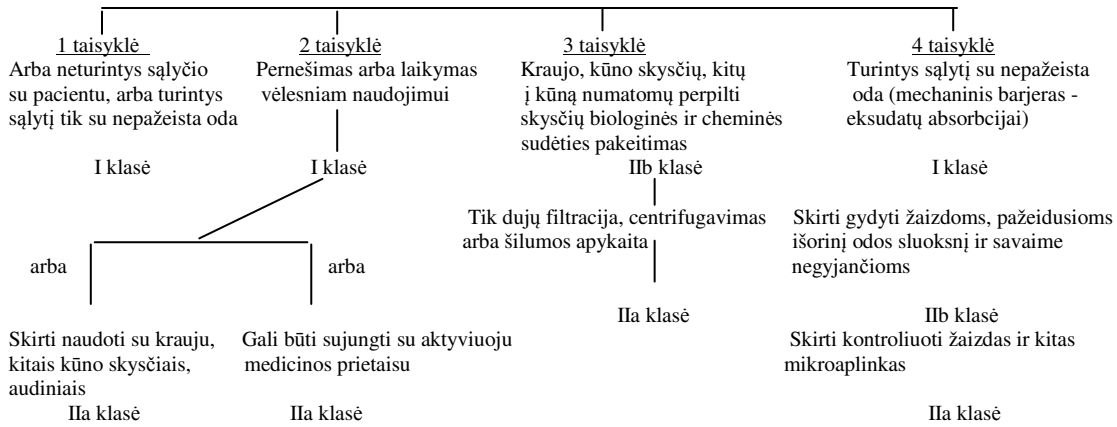 1 taisyklė
Arba neturintys sąlyčio
su pacientu, arba turintys
sąlytį tik su nepažeista oda
I klasė
2 taisyklė
Pernešimas arba laikymas
vėlesniam naudojimui
I klasė
arba
arba
Skirti naudoti su krauju,
kitais kūno skysčiais,
audiniais
IIa klasė
Gali būti sujungti su aktyviuoju
medicinos prietaisu
IIa klasė
3 taisyklė
Kraujo, kūno skysčių, kitų
į kūną numatomų perpilti
skysčių biologinės ir cheminės
sudėties pakeitimas
IIb klasė
Tik dujų filtracija, centrifugavimas
arba šilumos apykaita
IIa klasė
4 taisyklė
Turintys sąlytį su nepažeista
oda (mechaninis barjeras -
eksudatų absorbcijai)
I klasė
Skirti gydyti žaizdoms, pažeidusioms
išorinį odos sluoksnį ir savaime
negyjančioms
IIb klasė
Skirti kontroliuoti žaizdas ir kitas
mikroaplinkas
IIa klasė